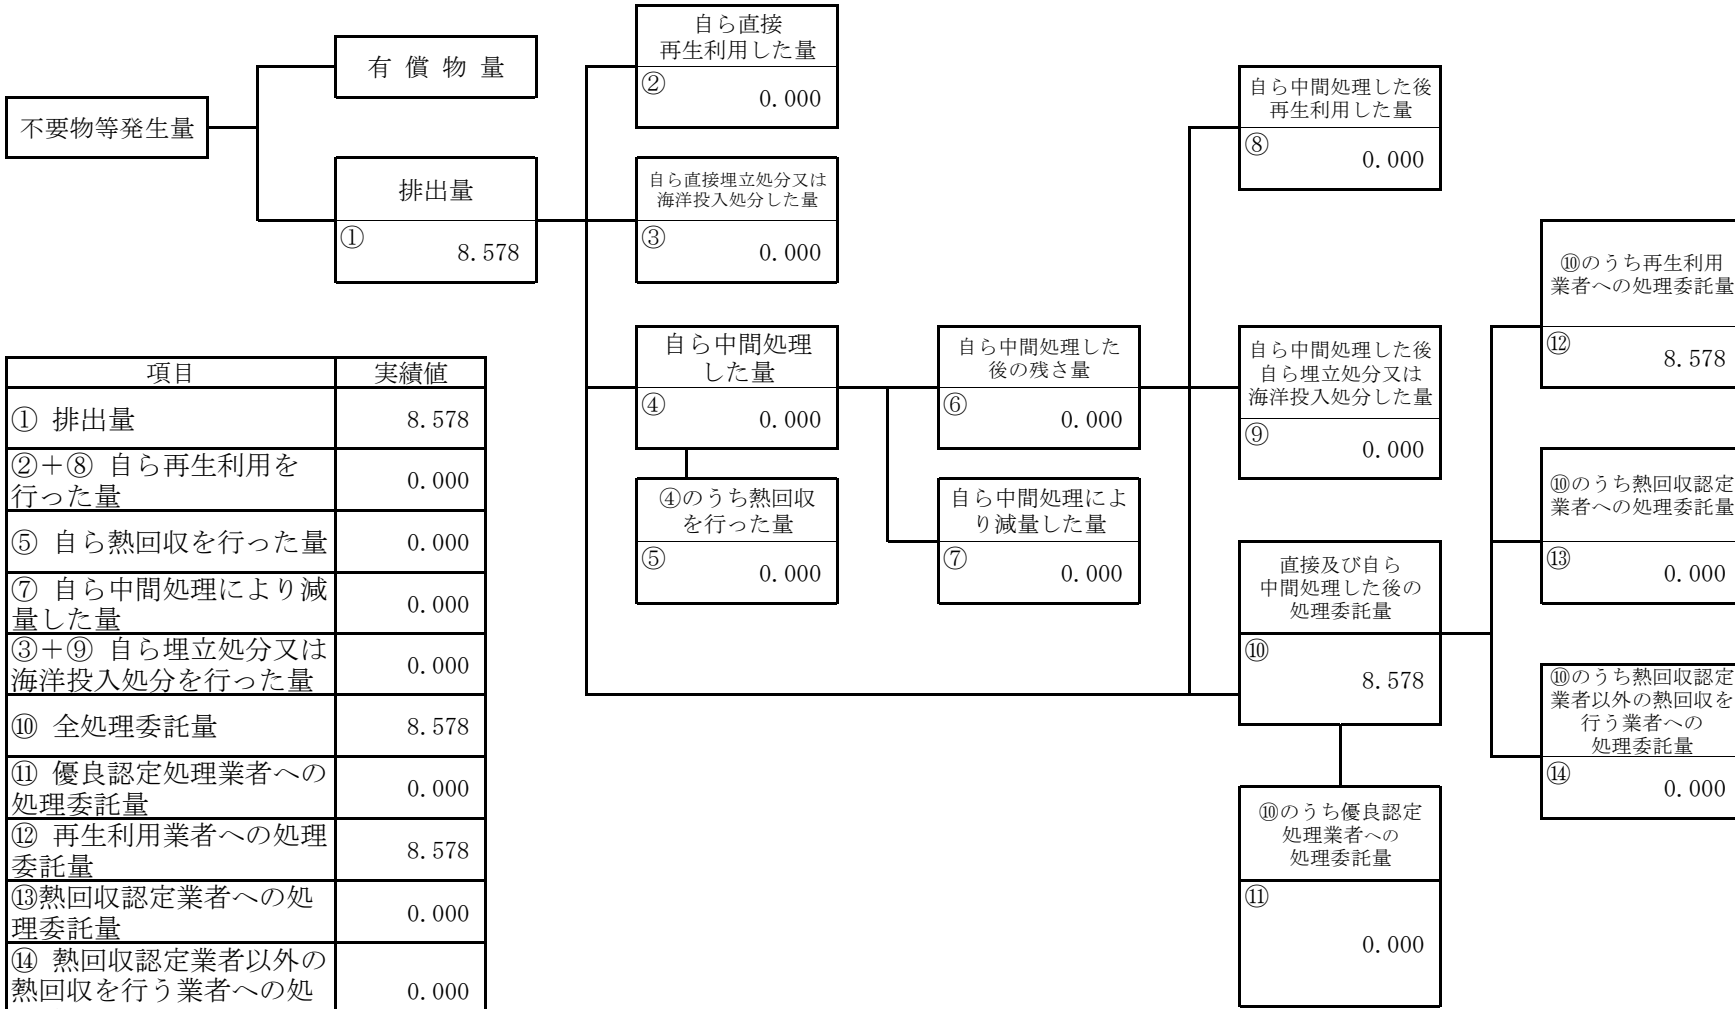 不要物等発生量
有 償 物 量
排出量
①
8.578
自ら直接
再生利用した量
②
0.000
自ら直接埋立処分又は
海洋投入処分した量
③
0.000
自ら中間処理
した量
④
0.000
④のうち熱回収
を行った量
⑤
0.000
自ら中間処理した
後の残さ量
⑥
0.000
自ら中間処理によ
り減量した量
⑦
0.000
自ら中間処理した後
再生利用した量
⑧
0.000
自ら中間処理した後
自ら埋立処分又は
海洋投入処分した量
⑨
0.000
直接及び自ら
中間処理した後の
処理委託量
⑩
8.578
⑩のうち優良認定
処理業者への
処理委託量
⑪
0.000
⑩のうち再生利用
業者への処理委託量
⑫
8.578
⑩のうち熱回収認定
業者への処理委託量
⑬
0.000
⑩のうち熱回収認定
業者以外の熱回収を
行う業者への
処理委託量
⑭
0.000
項目 実績値
① 排出量 8.578
②+⑧ 自ら再生利用を
行った量 0.000
⑤ 自ら熱回収を行った量 0.000
⑦ 自ら中間処理により減
量した量 0.000
③+⑨ 自ら埋立処分又は
海洋投入処分を行った量 0.000
⑩ 全処理委託量 8.578
⑪ 優良認定処理業者への
処理委託量 0.000
⑫ 再生利用業者への処理
委託量 8.578
⑬熱回収認定業者への処
理委託量 0.000
⑭ 熱回収認定業者以外の
熱回収を行う業者への処 0.000